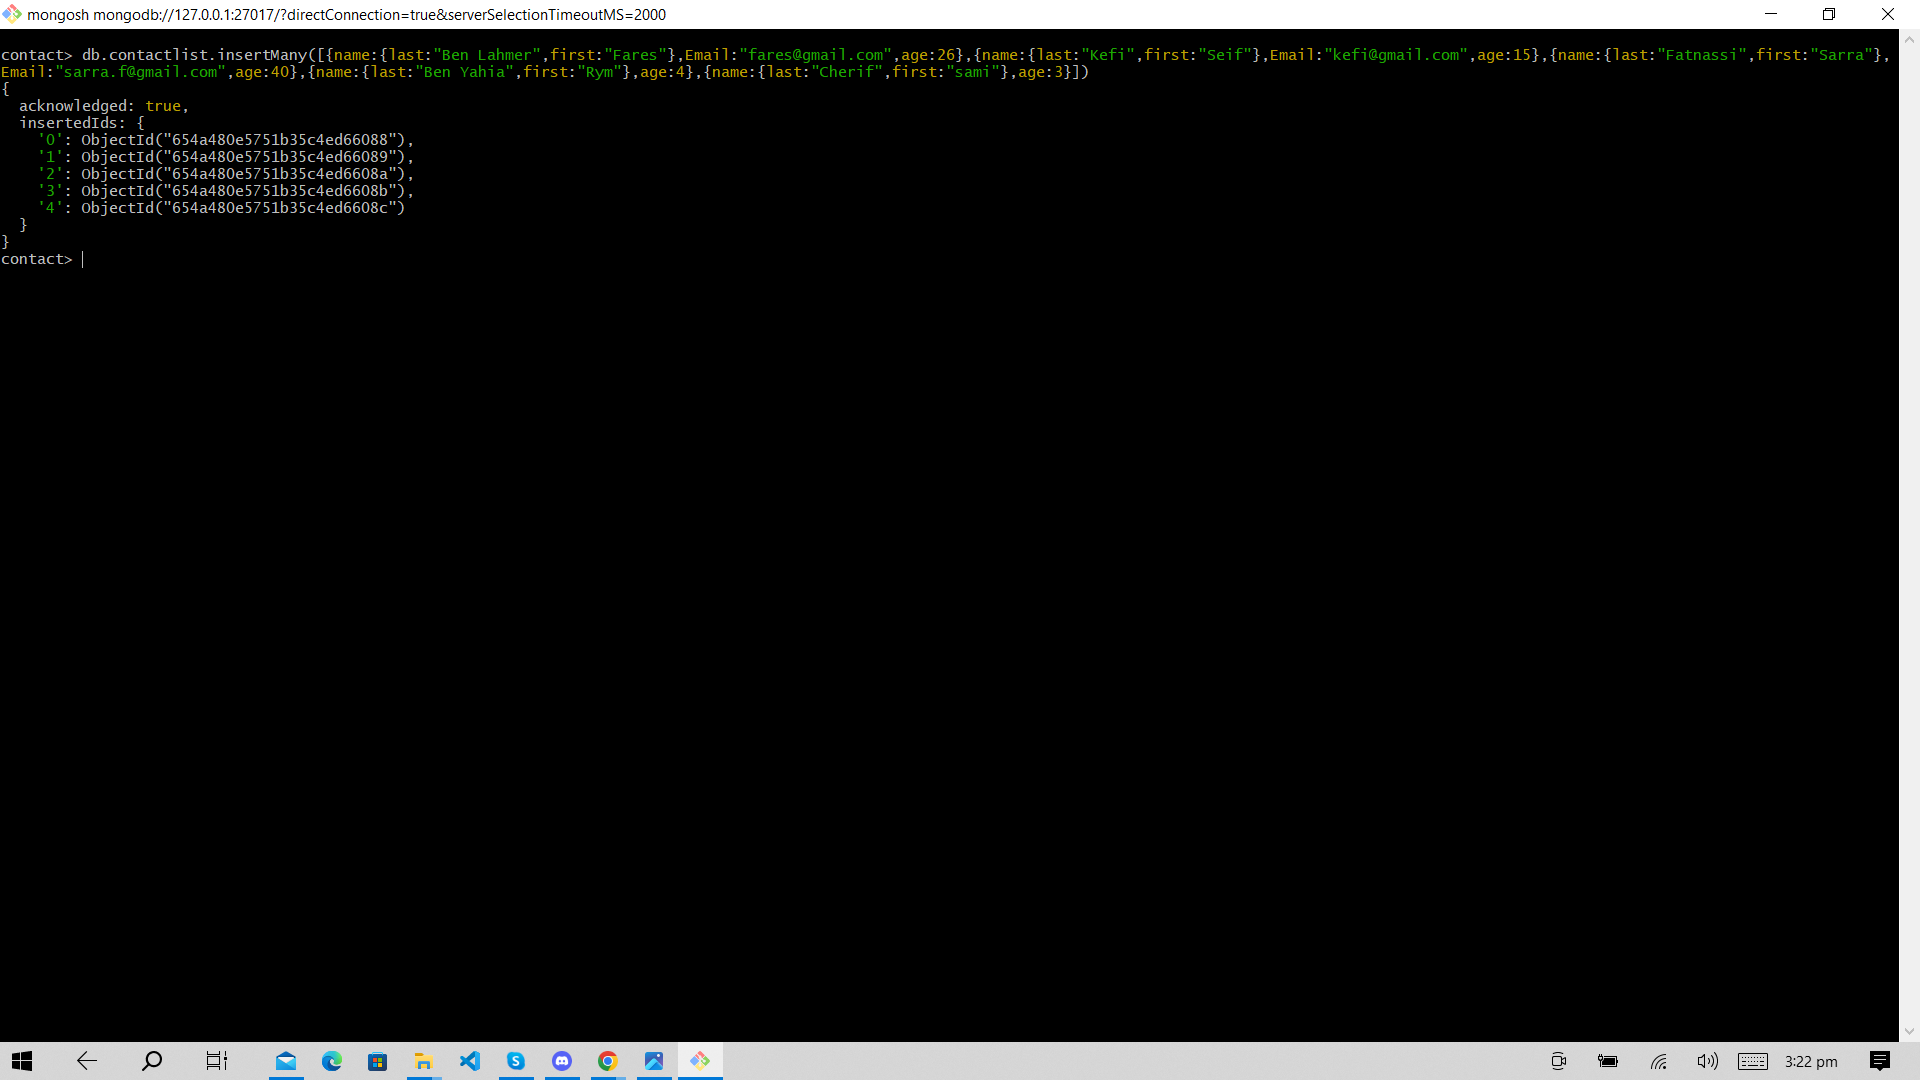 mongosh mongodb://127.0.0.1:27017/?directConnection=true&serverSelectionTimeoutMS=2000
contact> db.contactlist.insertMany([{name:{last:"Ben Lahmer",first:"Fares"},Email:"fares@gmail.com",age:26},{name:{last:"Kefi",first:"Seif"},Email:"kefi@gmail.com",age:15},{name:{last:"Fatnassi",first:"Sarra"},
Email:"sarra.f@gmail.com",age:40},{name:{last:"Ben Yahia",first:"Rym"},age:4},{name:{last:"Cherif",first:"sami"},age:3}])
{
  acknowledged: true,
  insertedIds: {
    '0': ObjectId("654a480e5751b35c4ed66088"),
    '1': ObjectId("654a480e5751b35c4ed66089"),
    '2': ObjectId("654a480e5751b35c4ed6608a"),
    '3': ObjectId("654a480e5751b35c4ed6608b"),
    '4': ObjectId("654a480e5751b35c4ed6608c")
  }
}
contact>
3:22 pm